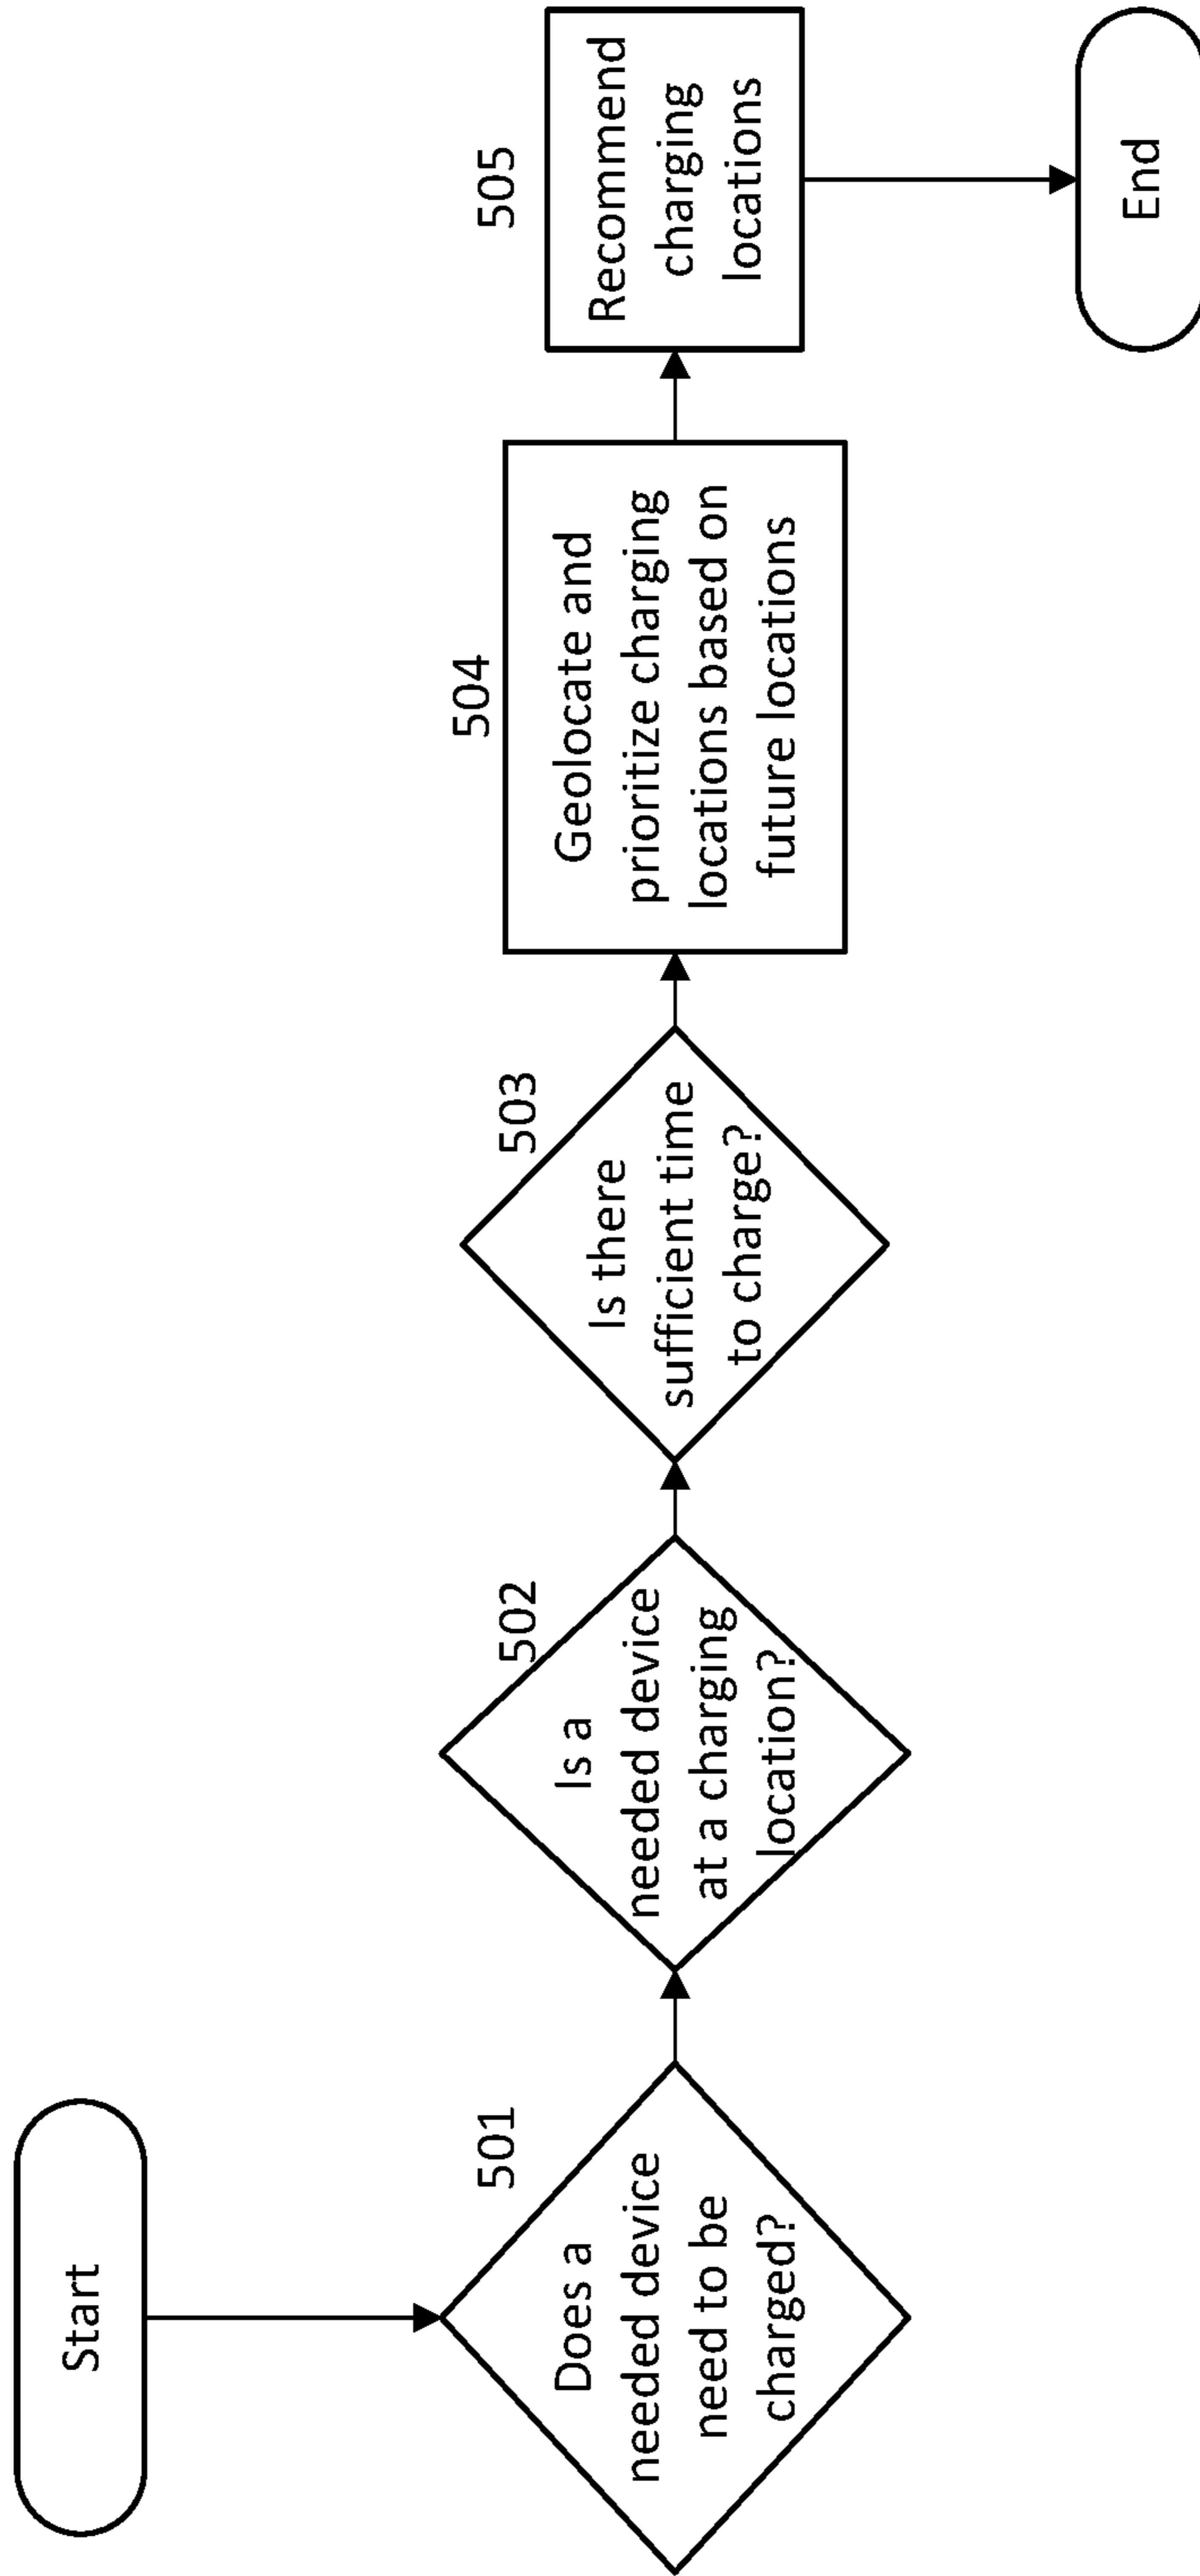 Start
501
Does a
needed device
need to be
charged?
502
Is a
needed device
at a charging
location?
503
Is there
sufficient time
to charge?
504
Geolocate and
prioritize charging
locations based on
future locations
505
Recommend
charging
locations
End